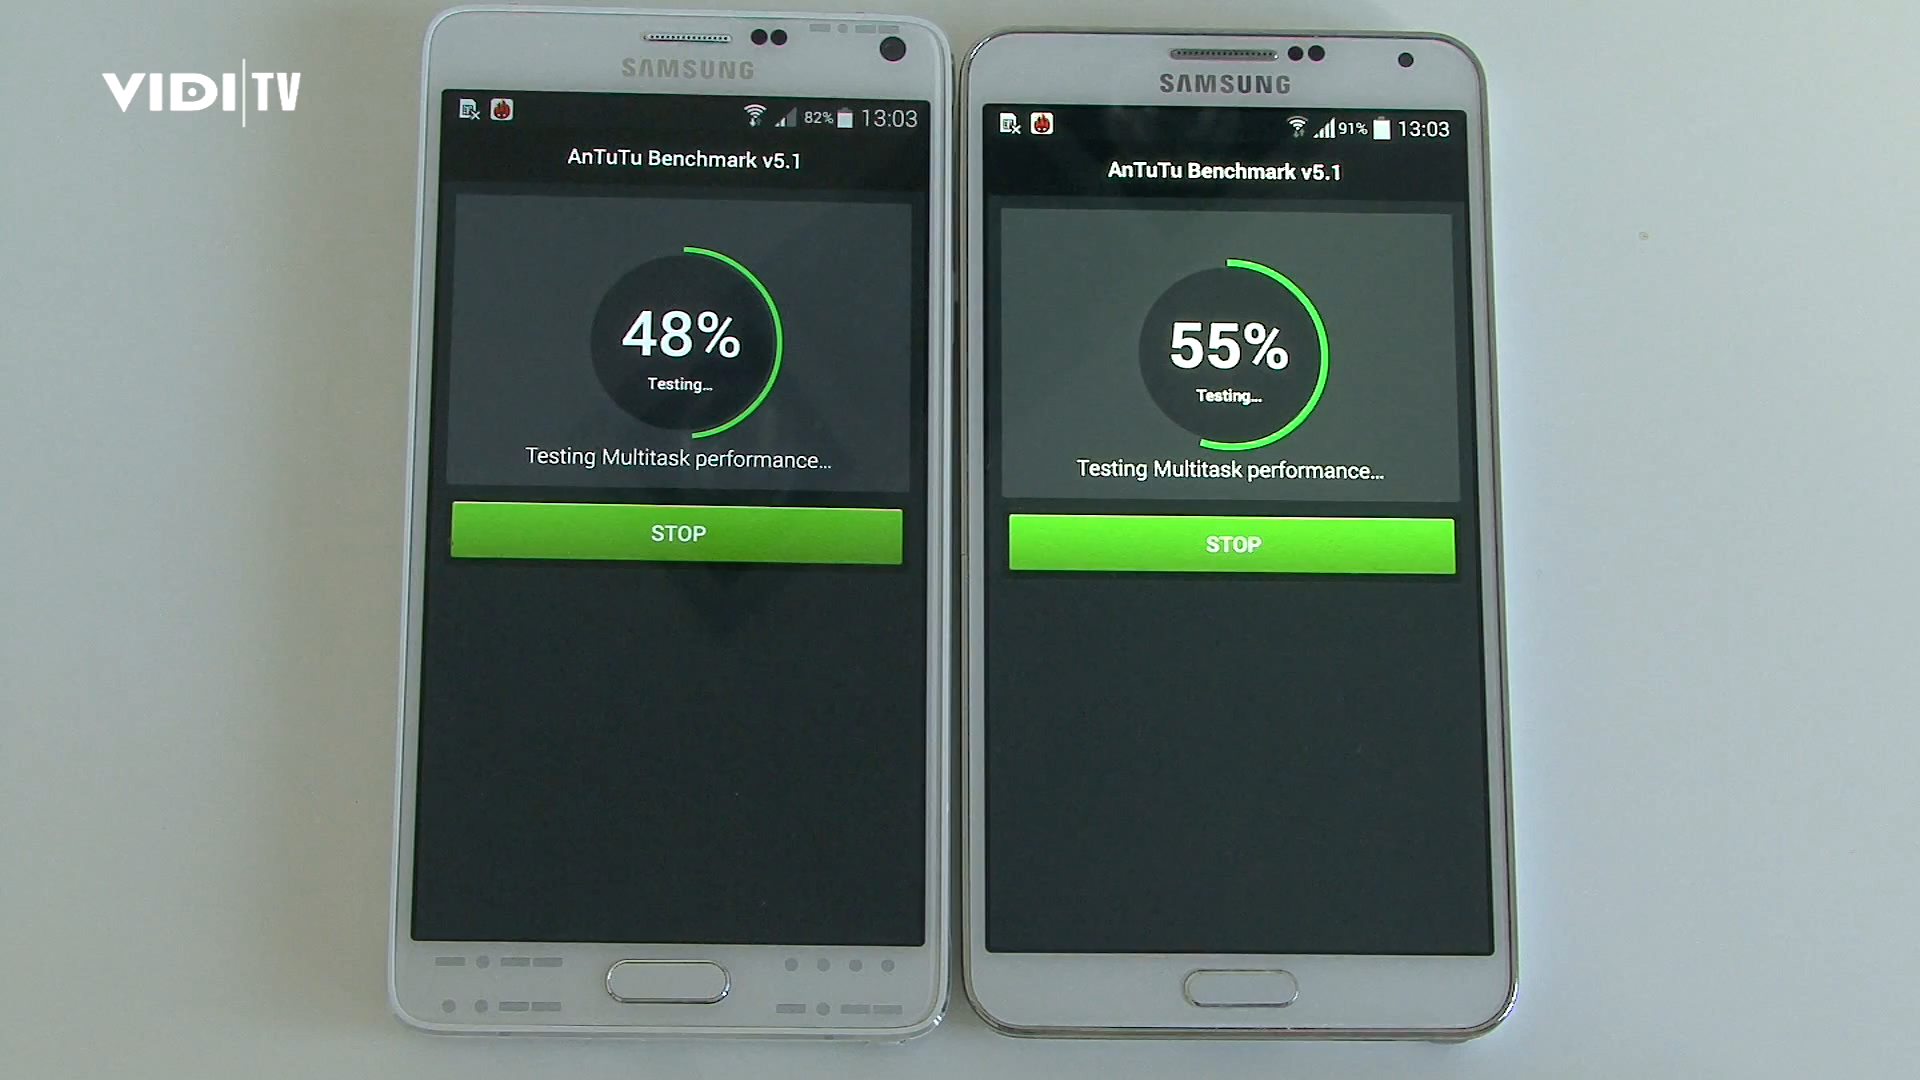 VIDI TV
SAMSUNG
82% 13:03
AnTuTu Benchmark v5.1
48%
Testing...
Testing Multitask performance...
STOP
SAMSUNG
91% 13:03
AnTuTu Benchmark v5.1
55%
Testing...
Testing Multitask performance...
STOP